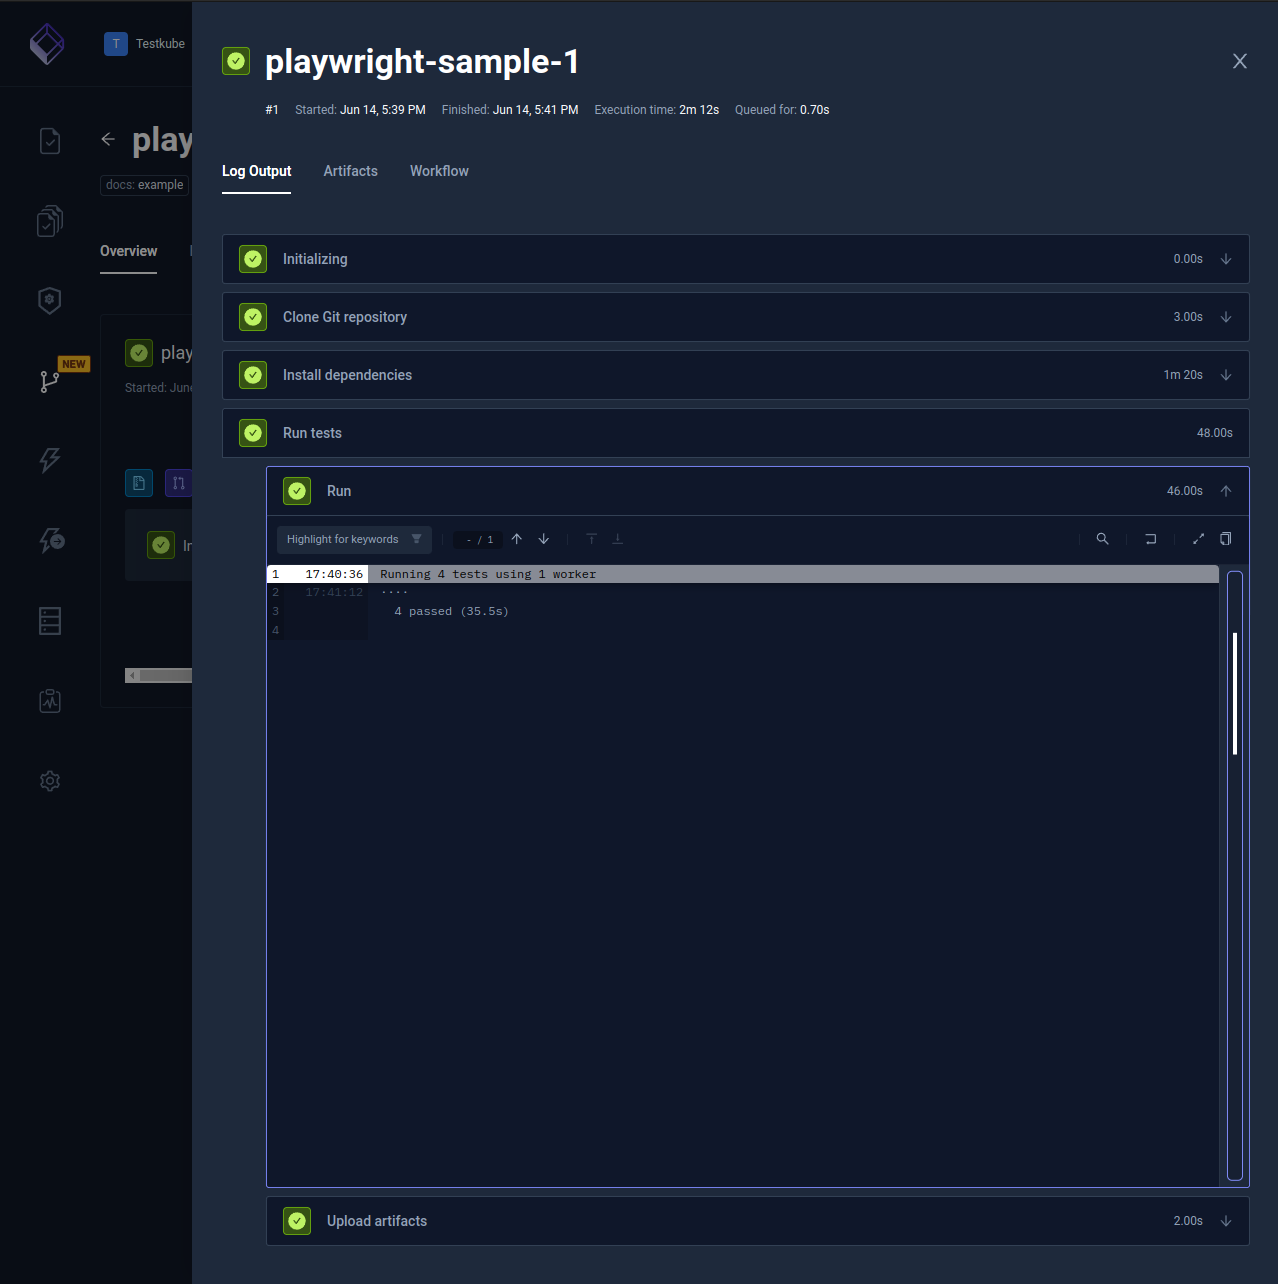 T Testkube
play
docs: example
Overview
NEW
play
Started: June
In
playwright-sample-1
#1 Started: Jun 14, 5:39 PM Finished: Jun 14, 5:41 PM Execution time: 2m 12s Queued for: 0.70s
Log Output Artifacts Workflow
Initializing 0.00s
Clone Git repository 3.00s
Install dependencies 1m 20s
Run tests 48.00s
Run 46.00s
Highlight for keywords - / 1
1 17:40:36 Running 4 tests using 1 worker
2 17:41:12 ····
3 4 passed (35.5s)
4
Upload artifacts 2.00s